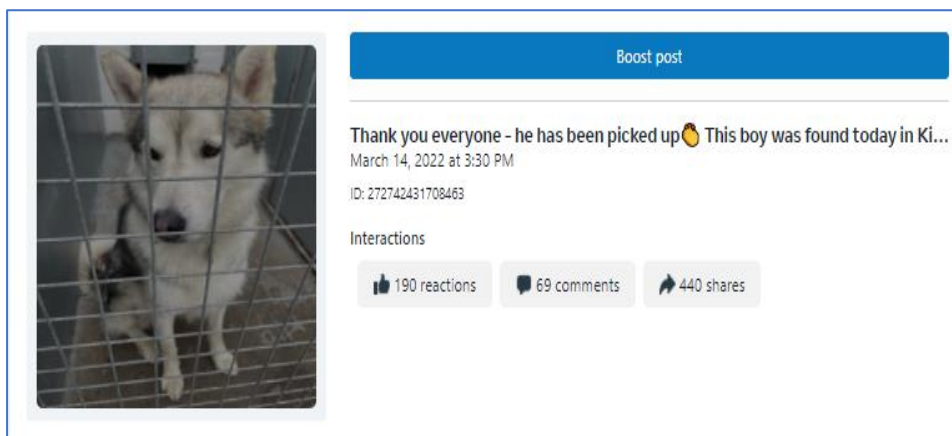 Boost post
Thank you everyone - he has been picked up👏 This boy was found today in Ki...
March 14, 2022 at 3:30 PM
ID: 272742431708463
Interactions
190 reactions
69 comments
440 shares